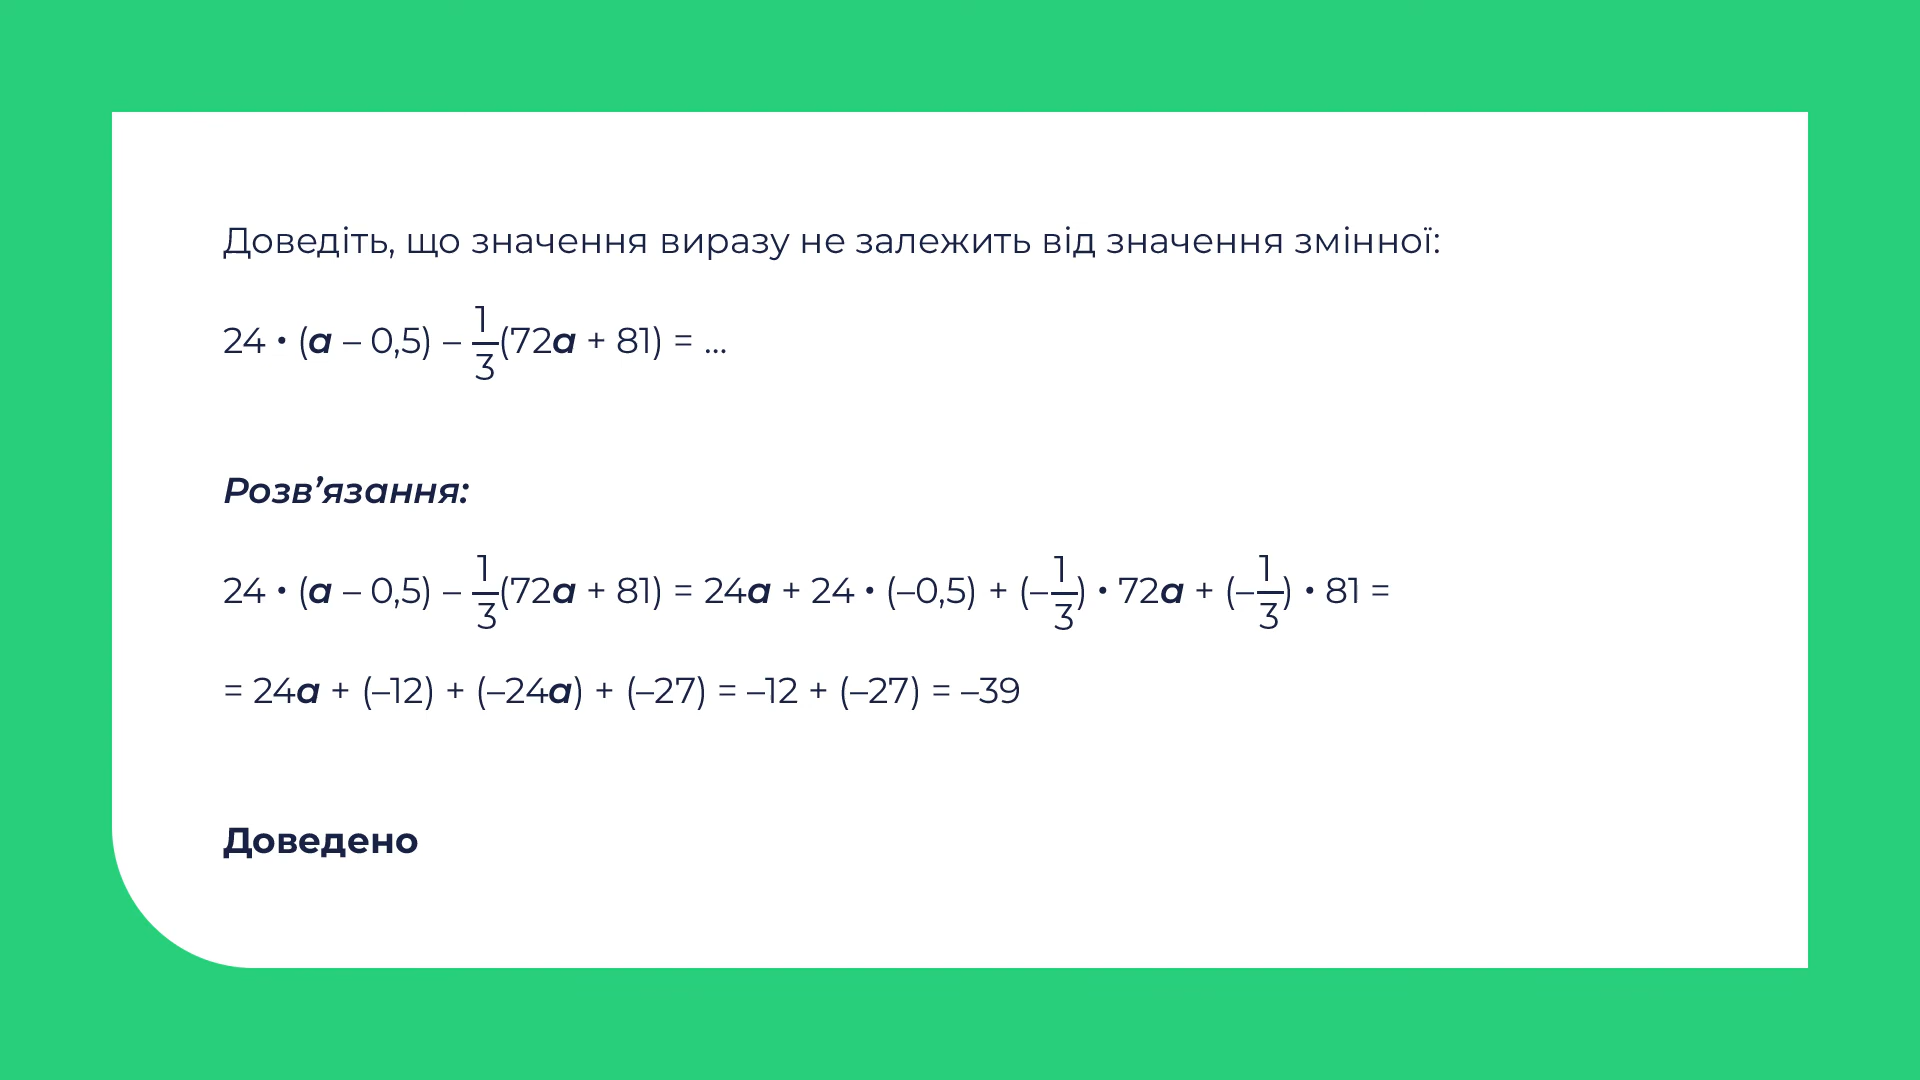 Доведіть, що значення виразу не залежить від значення змінної:
24 • (a – 0,5) – 1/3(72a + 81) = ...
Розв’язання:
24 • (a – 0,5) – 1/3(72a + 81) = 24a + 24 • (–0,5) + (–1/3) • 72a + (–1/3) • 81 =
= 24a + (–12) + (–24a) + (–27) = –12 + (–27) = –39
Доведено